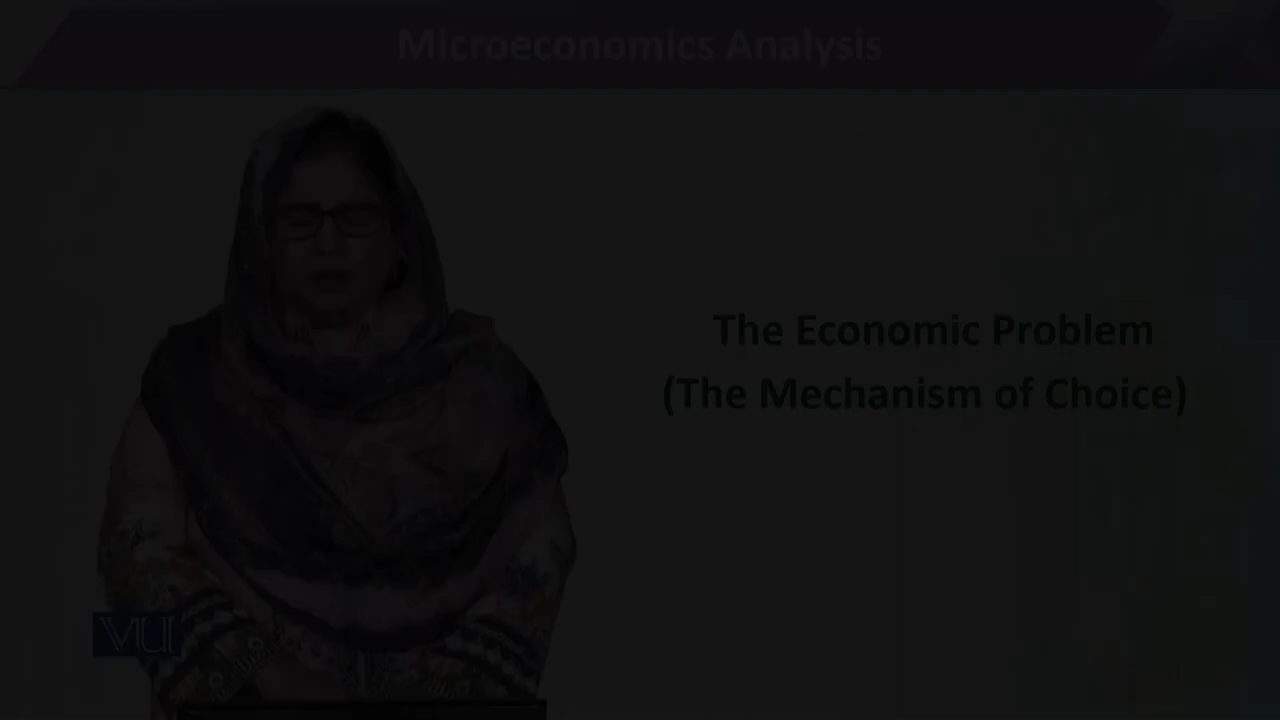 Microeconomics Analysis
The Economic Problem
(The Mechanism of Choice)
VU